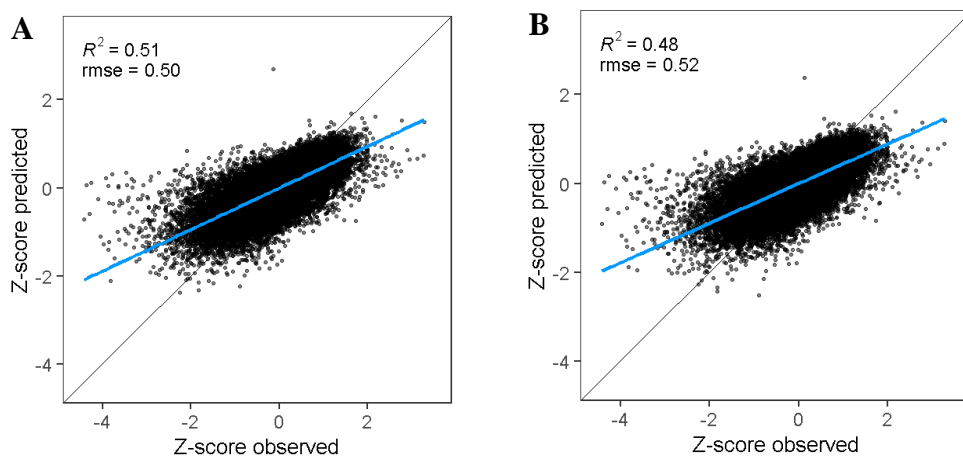 A
R² = 0.51
rmse = 0.50
Z-score predicted
2
0
-2
-4
-4
-2
0
2
Z-score observed
B
R² = 0.48
rmse = 0.52
Z-score predicted
2
0
-2
-4
-4
-2
0
2
Z-score observed